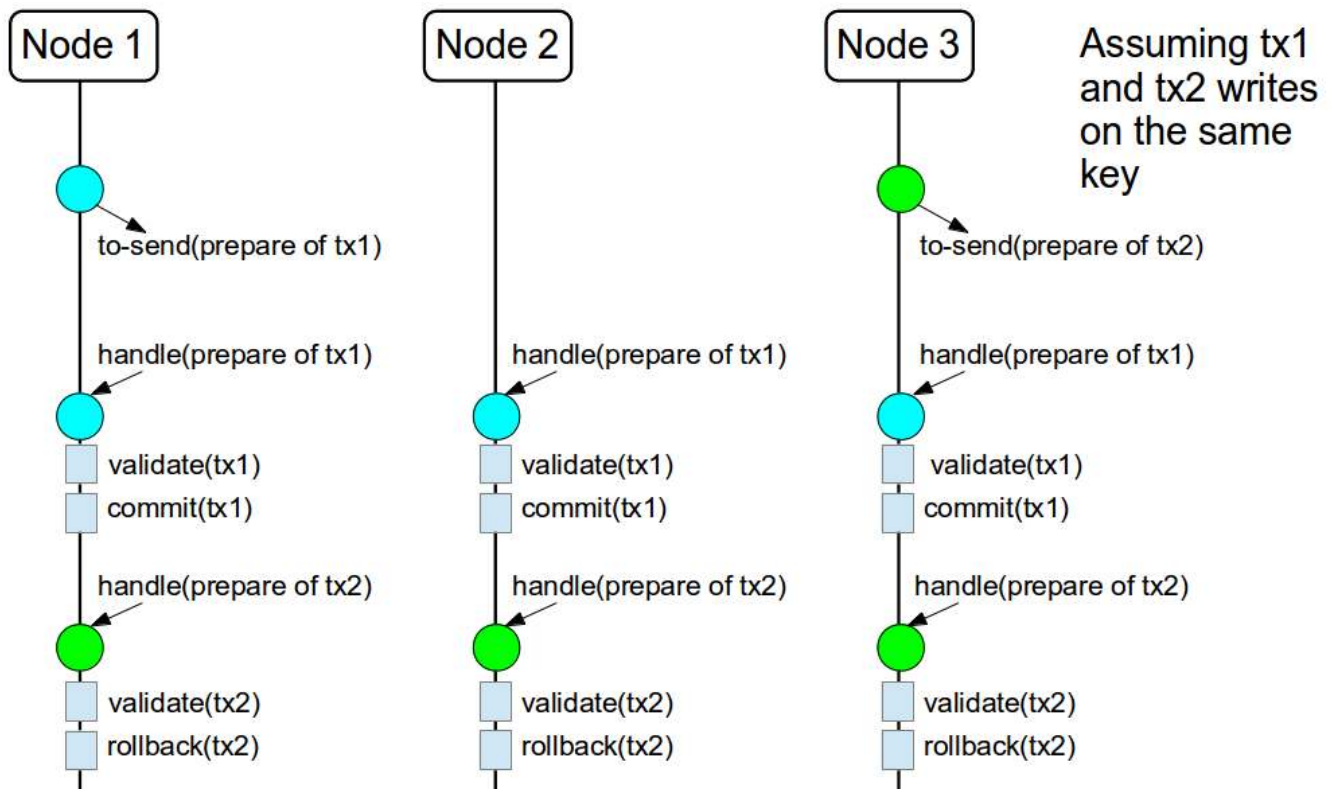 Node 1
Node 2
Node 3
Assuming tx1
and tx2 writes
on the same
key
to-send(prepare of tx1)
to-send(prepare of tx2)
handle(prepare of tx1)
handle(prepare of tx1)
handle(prepare of tx1)
validate(tx1)
validate(tx1)
validate(tx1)
commit(tx1)
commit(tx1)
commit(tx1)
handle(prepare of tx2)
handle(prepare of tx2)
handle(prepare of tx2)
validate(tx2)
validate(tx2)
validate(tx2)
rollback(tx2)
rollback(tx2)
rollback(tx2)